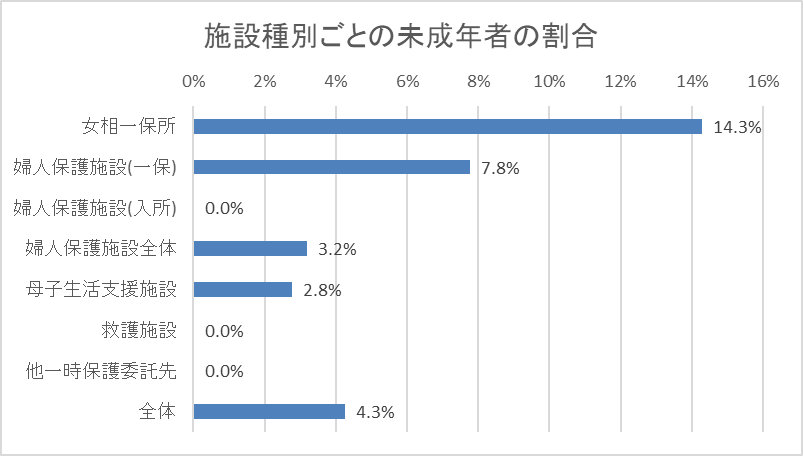 施設種別ごとの未成年者の割合
0% 2% 4% 6% 8% 10% 12% 14% 16%
女相一保所 14.3%
婦人保護施設(一保) 7.8%
婦人保護施設(入所) 0.0%
婦人保護施設全体 3.2%
母子生活支援施設 2.8%
救護施設 0.0%
他一時保護委託先 0.0%
全体 4.3%